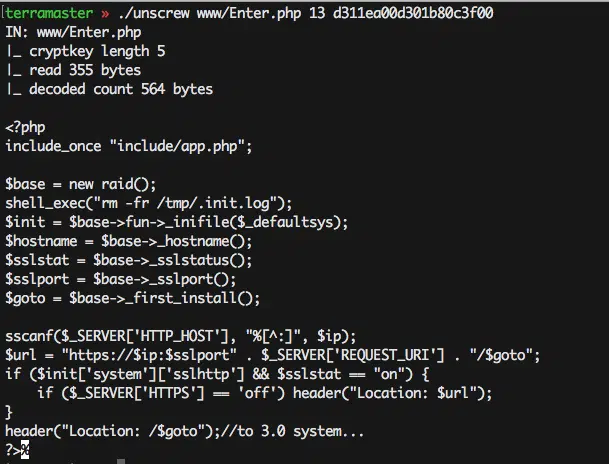 terramaster » ./unscrew www/Enter.php 13 d311ea00d301b80c3f00
IN: www/Enter.php
|_ cryptkey length 5
|_ read 355 bytes
|_ decoded count 564 bytes
<?php
include_once "include/app.php";
$base = new raid();
shell_exec("rm -fr /tmp/.init.log");
$init = $base->fun->_inifile($_defaultsys);
$hostname = $base->_hostname();
$sslstat = $base->_sslstatus();
$sslport = $base->_sslport();
$goto = $base->_first_install();
sscanf($_SERVER['HTTP_HOST'], "%[^:]", $ip);
$url = "https://$ip:$sslport" . $_SERVER['REQUEST_URI'] . "/$goto";
if ($init['system']['sslhttp'] && $sslstat == "on") {
    if ($_SERVER['HTTPS'] == 'off') header("Location: $url");
}
header("Location: /$goto");//to 3.0 system...
?>%